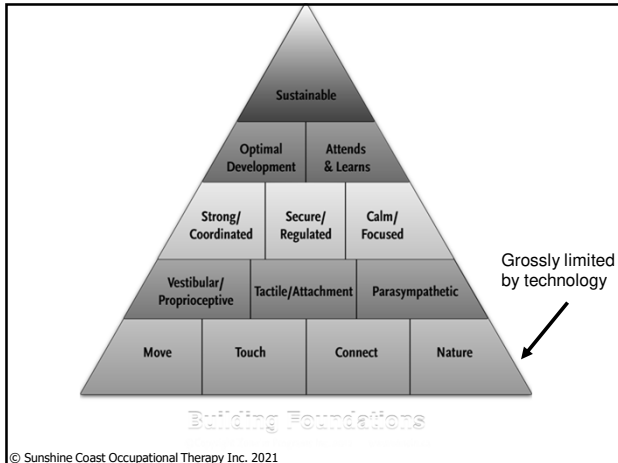 Sustainable
Optimal
Development
Attends
& Learns
Strong/
Coordinated
Secure/
Regulated
Calm/
Focused
Vestibular/
Proprioceptive
Tactile/Attachment
Parasympathetic
Grossly limited
by technology
Move
Touch
Connect
Nature
Building Foundations
© Sunshine Coast Occupational Therapy Inc. 2021